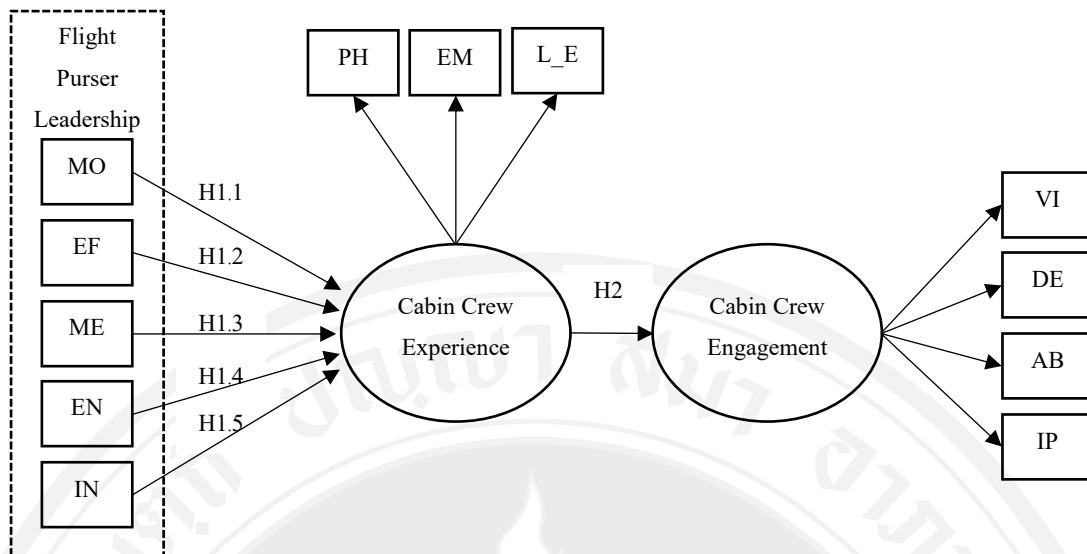 Flight
Purser
Leadership
MO
EF
ME
EN
IN
H1.1
H1.2
H1.3
H1.4
H1.5
PH
EM
L_E
Cabin Crew
Experience
H2
Cabin Crew
Engagement
VI
DE
AB
IP